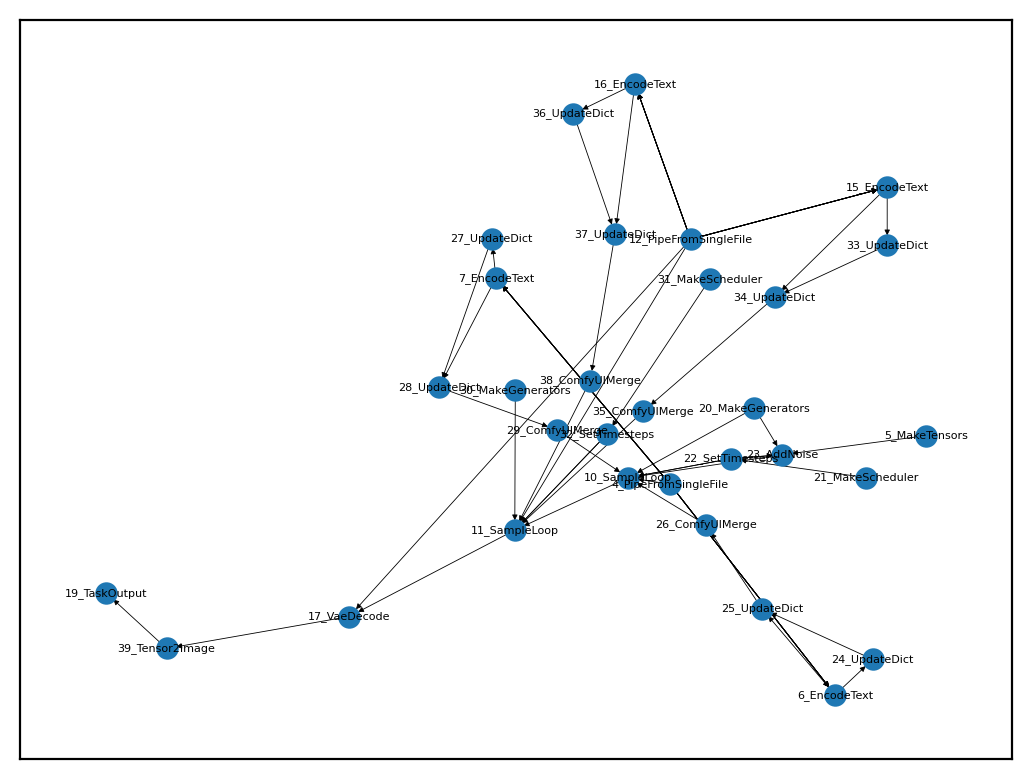 16_EncodeText
36_UpdateDict
15_EncodeText
37_UpdateDict
12_PipeFromSingleFile
27_UpdateDict
33_UpdateDict
7_EncodeText
31_MakeScheduler
34_UpdateDict
38_ComfyUIMerge
28_UpdateDict
30_MakeGenerators
35_ComfyUIMerge
20_MakeGenerators
29_ComfyUIMerge
32_SetTimesteps
5_MakeTensors
23_AddNoise
22_SetTimesteps
10_SampleLoop
4_PipeFromSingleFile
21_MakeScheduler
26_ComfyUIMerge
11_SampleLoop
19_TaskOutput
25_UpdateDict
17_VaeDecode
39_Tensor2Image
24_UpdateDict
6_EncodeText